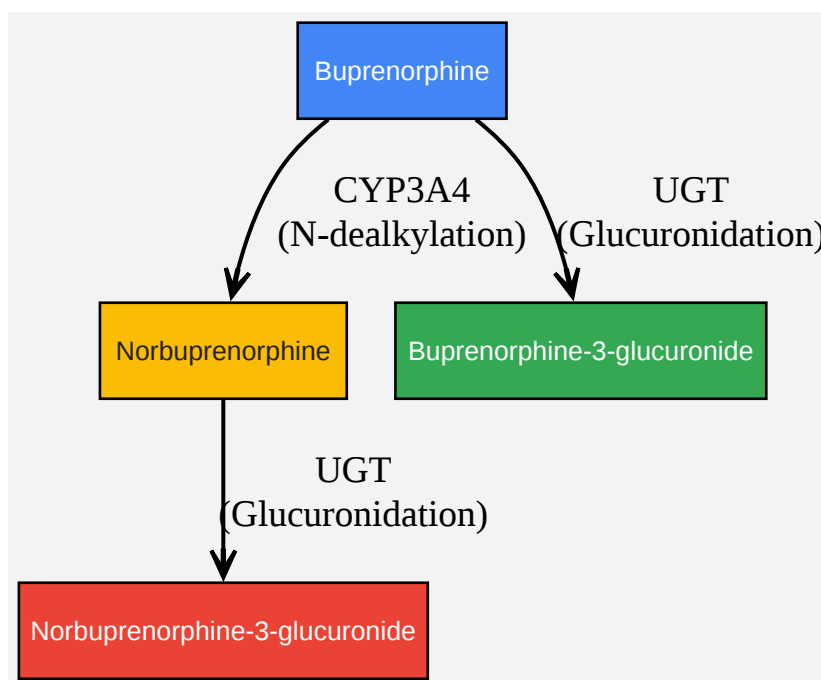 Buprenorphine
CYP3A4
(N-dealkylation)
UGT
(Glucuronidation)
Norbuprenorphine
Buprenorphine-3-glucuronide
UGT
(Glucuronidation)
Norbuprenorphine-3-glucuronide